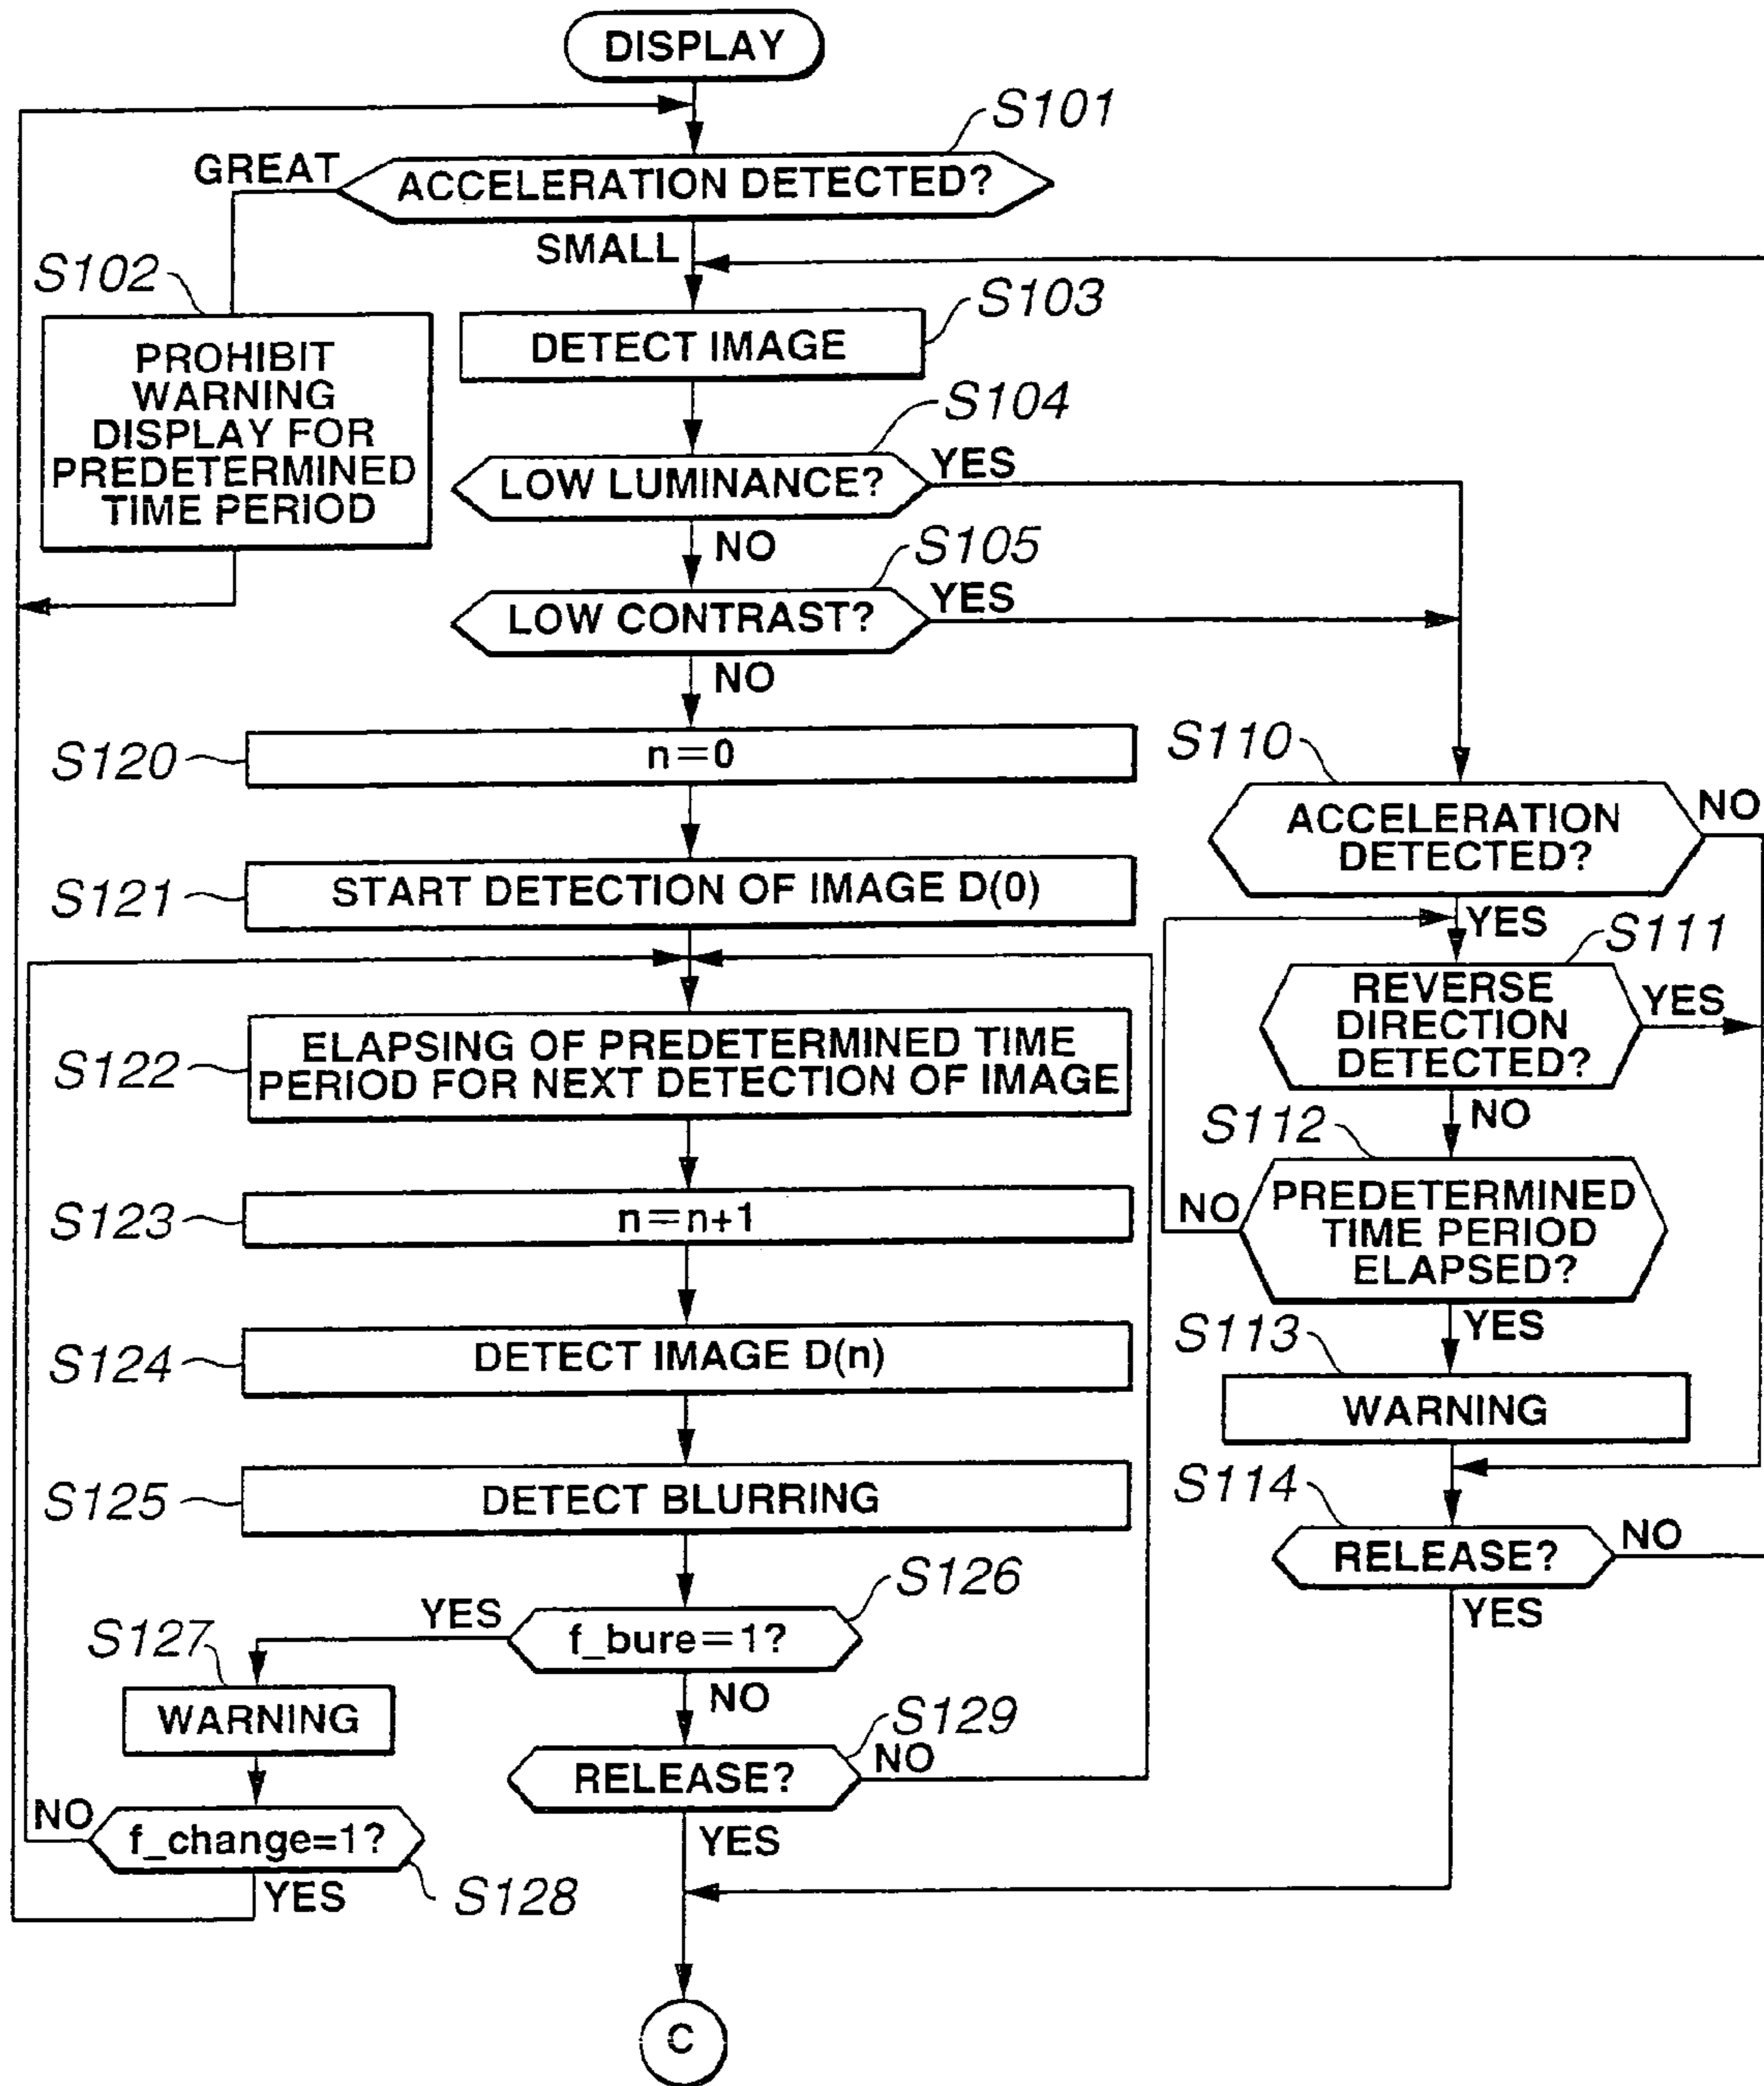 DISPLAY
S101
GREAT
ACCELERATION DETECTED?
SMALL
S102
PROHIBIT
WARNING
DISPLAY FOR
PREDETERMINED
TIME PERIOD
S103
DETECT IMAGE
S104
LOW LUMINANCE?
YES
NO
S105
LOW CONTRAST?
YES
NO
S120
n=0
S121
START DETECTION OF IMAGE D(0)
S122
ELAPSING OF PREDETERMINED TIME
PERIOD FOR NEXT DETECTION OF IMAGE
S123
n=n+1
S124
DETECT IMAGE D(n)
S125
DETECT BLURRING
S126
YES
f_bure=1?
NO
S127
WARNING
S129
RELEASE?
NO
YES
NO
f_change=1?
YES
S128
S110
ACCELERATION
DETECTED?
NO
YES
S111
REVERSE
DIRECTION
DETECTED?
YES
NO
S112
PREDETERMINED
TIME PERIOD
ELAPSED?
NO
YES
S113
WARNING
S114
RELEASE?
NO
YES
C